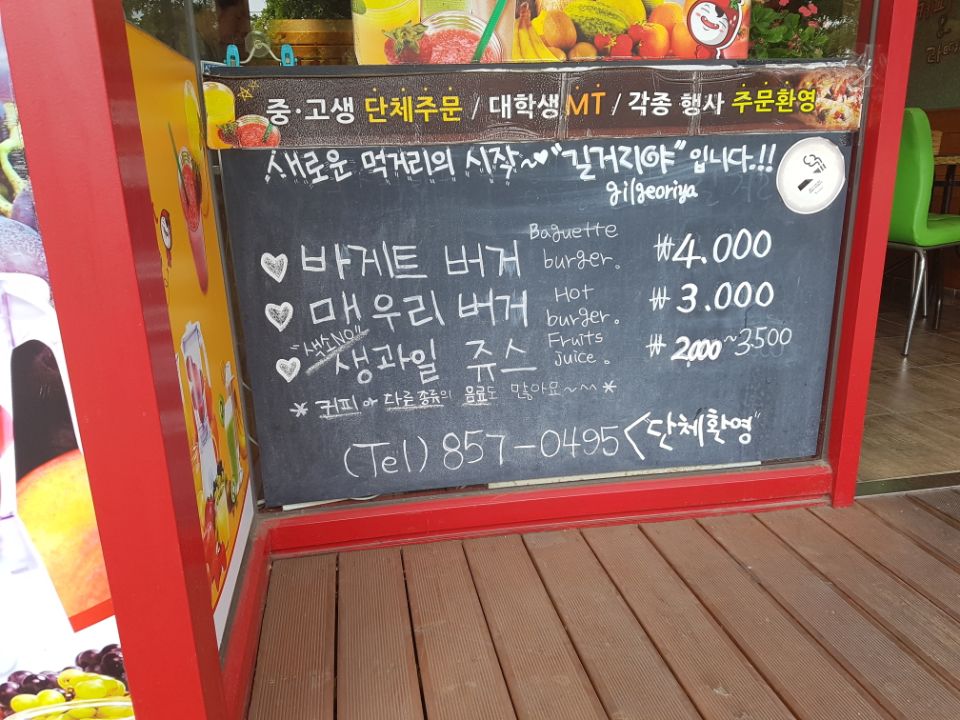 중·고생 단체주문 / 대학생 MT / 각종 행사 주문환영
새로운 먹거리의 시작~♥"길거리야"입니다.!!
gilgeoriya
♡ 바게트 버거 Baguette burger. ₩4.000
♡ 매우리 버거 Hot burger. ₩3.000
"색소NO"
♡ 생과일 쥬스 Fruits Juice. ₩2,000~3500
*커피와 다른 종류의 음료도 많아요~^^*
(Tel) 857-0495 <"단체환영"